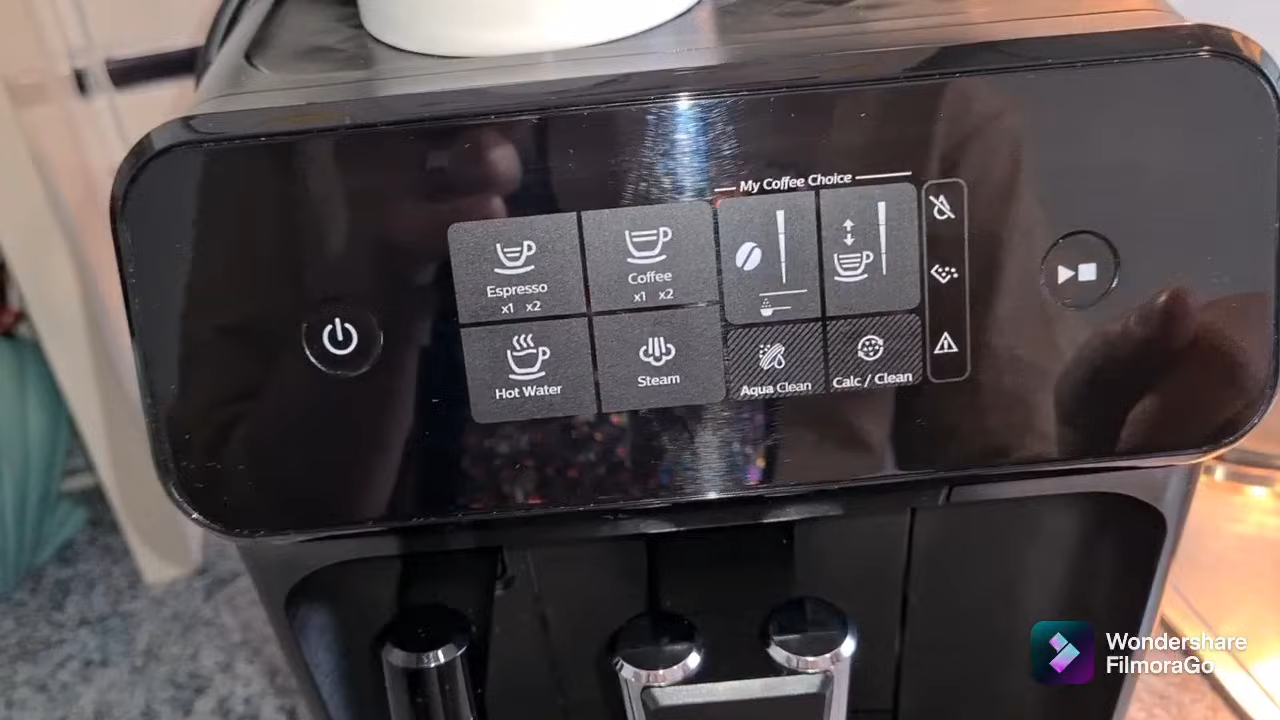 My Coffee Choice
Espresso
x1 x2
Coffee
x1 x2
Hot Water
Steam
Aqua Clean
Calc / Clean
Wondershare
FilmoraGo